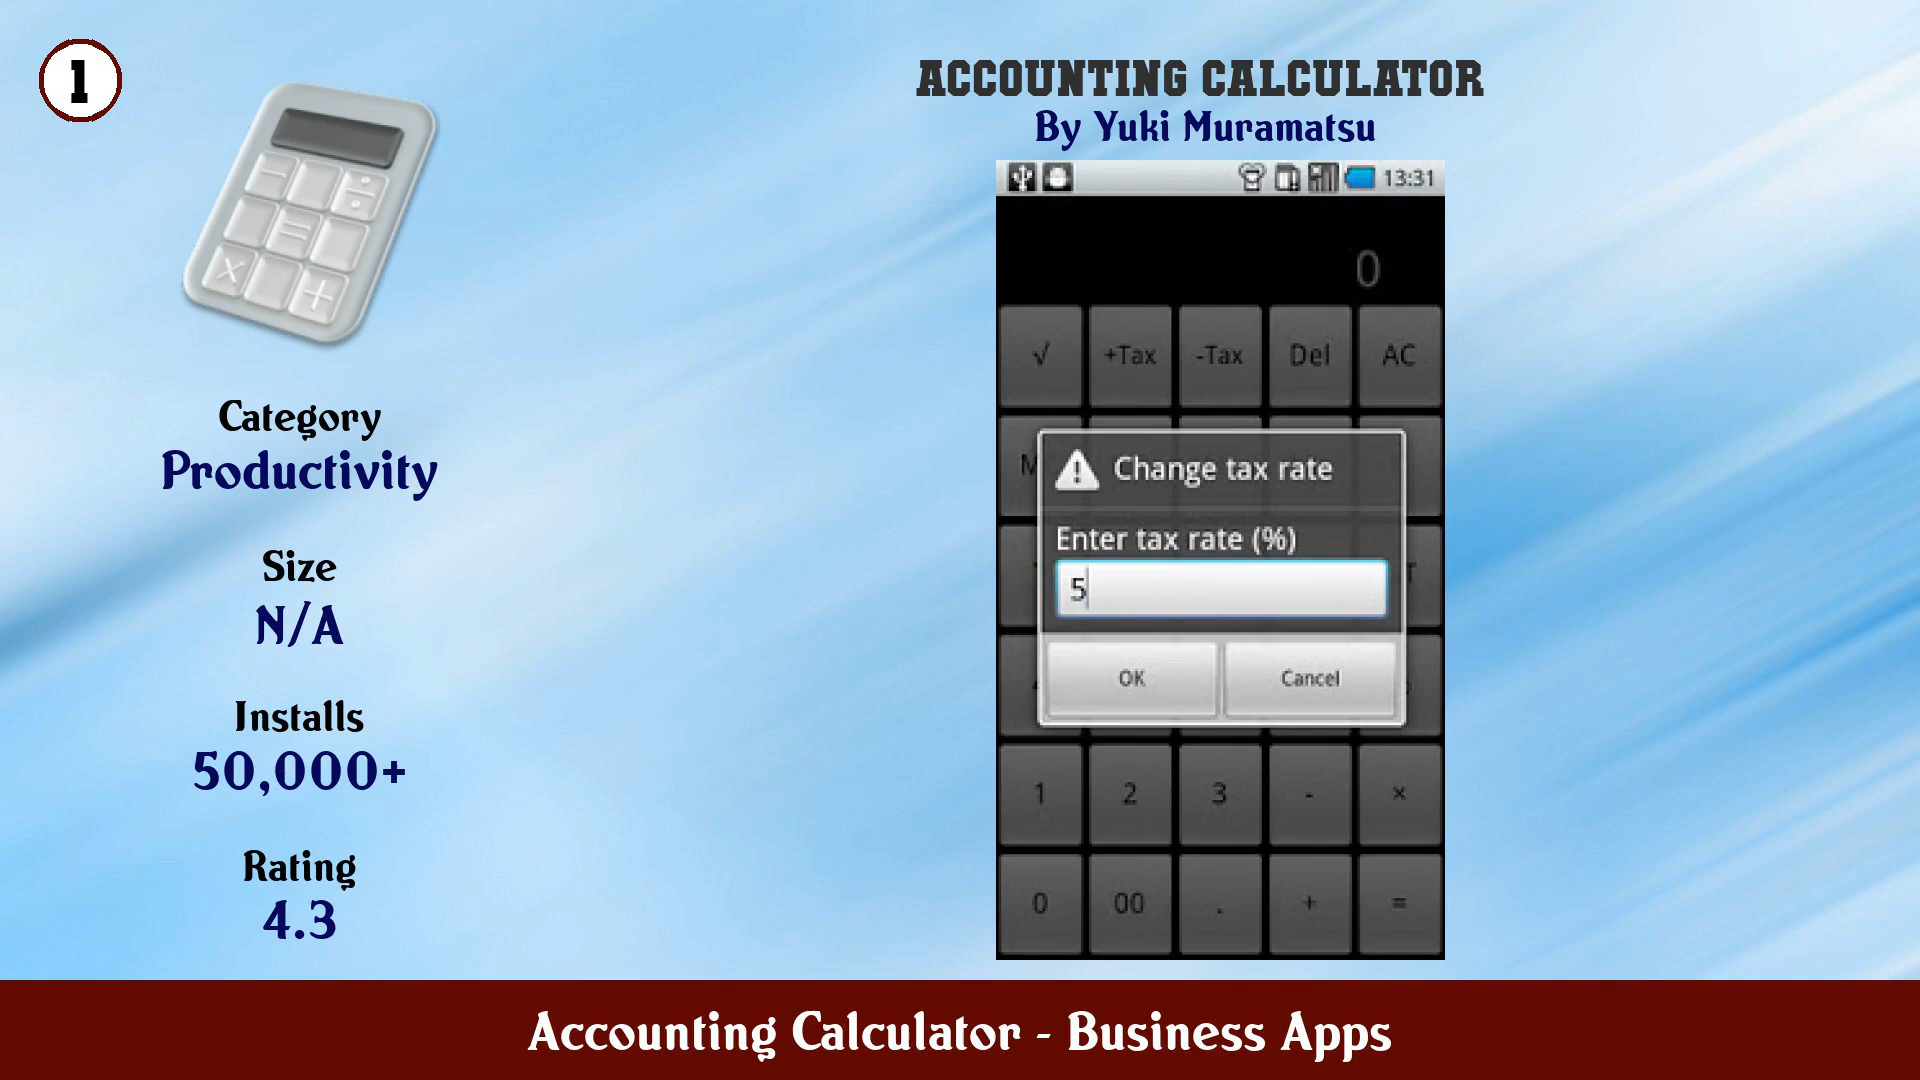 1
ACCOUNTING CALCULATOR
By Yuki Muramatsu
Category
Productivity
Size
N/A
Installs
50,000+
Rating
4.3
13:31
0
√ +Tax -Tax Del AC
M
Change tax rate
Enter tax rate (%)
5
OK Cancel
1 2 3 - ×
0 00 . + =
Accounting Calculator - Business Apps